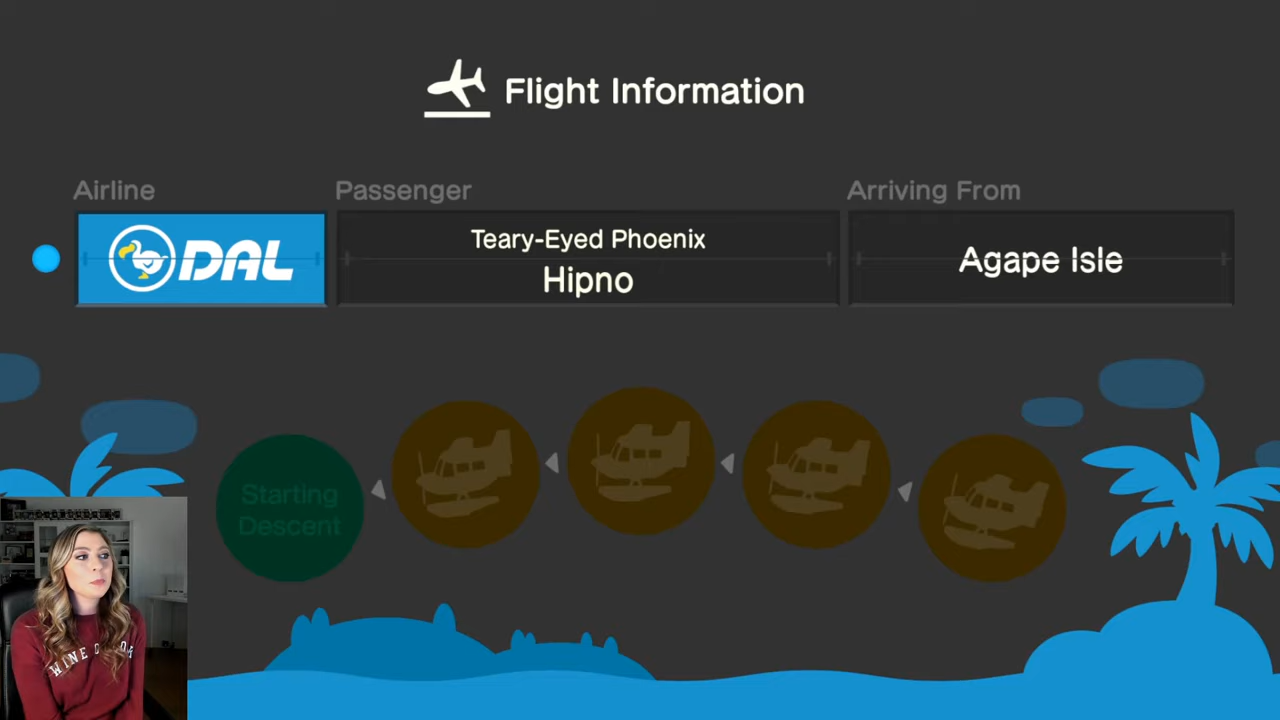 Flight Information
Airline
Passenger
Arriving From
DAL
Teary-Eyed Phoenix
Hipno
Agape Isle
Starting
Descent